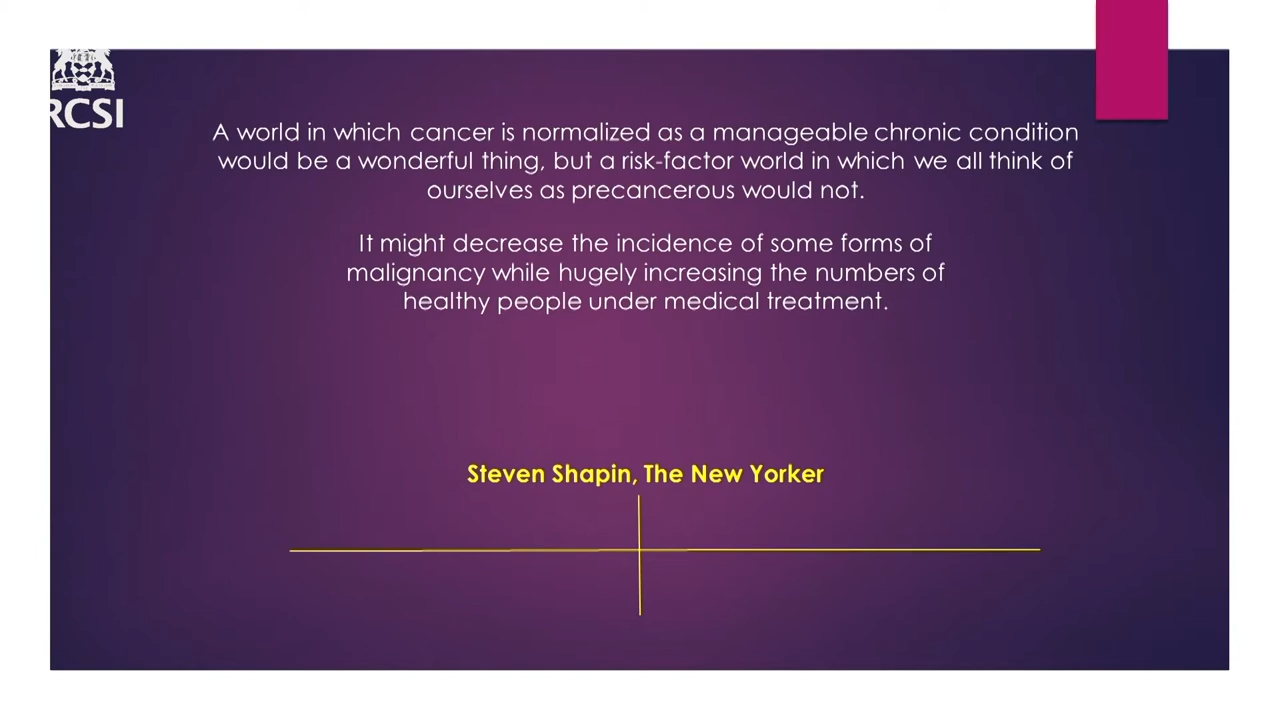 RCSI
A world in which cancer is normalized as a manageable chronic condition
would be a wonderful thing, but a risk-factor world in which we all think of
ourselves as precancerous would not.
It might decrease the incidence of some forms of
malignancy while hugely increasing the numbers of
healthy people under medical treatment.
Steven Shapin, The New Yorker